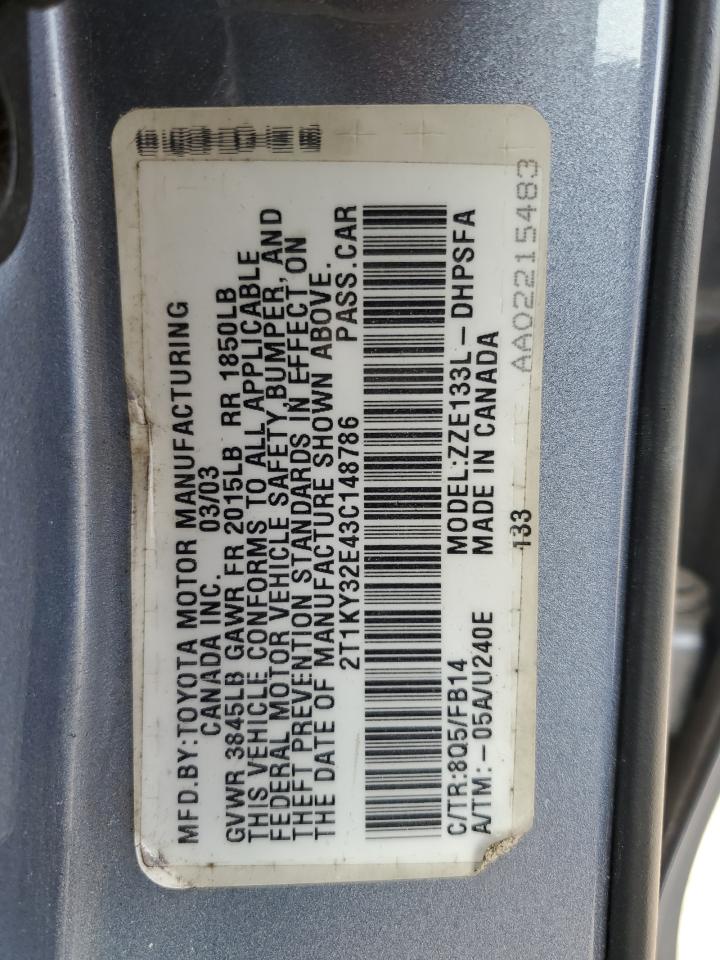 MFD.BY:TOYOTA MOTOR MANUFACTURING
CANADA INC. 03/03
GVWR 3845LB GAWR FR 2015LB RR 1850LB
THIS VEHICLE CONFORMS TO ALL APPLICABLE
FEDERAL MOTOR VEHICLE SAFETY,BUMPER, AND
THEFT PREVENTION STANDARDS IN EFFECT ON
THE DATE OF MANUFACTURE SHOWN ABOVE.
2T1KY32E43C148786 PASS.CAR
C/TR:8Q5/FB14 MODEL:ZZE133L-DHPSFA
A/TM:-05A/U240E MADE IN CANADA
133
AA02215483